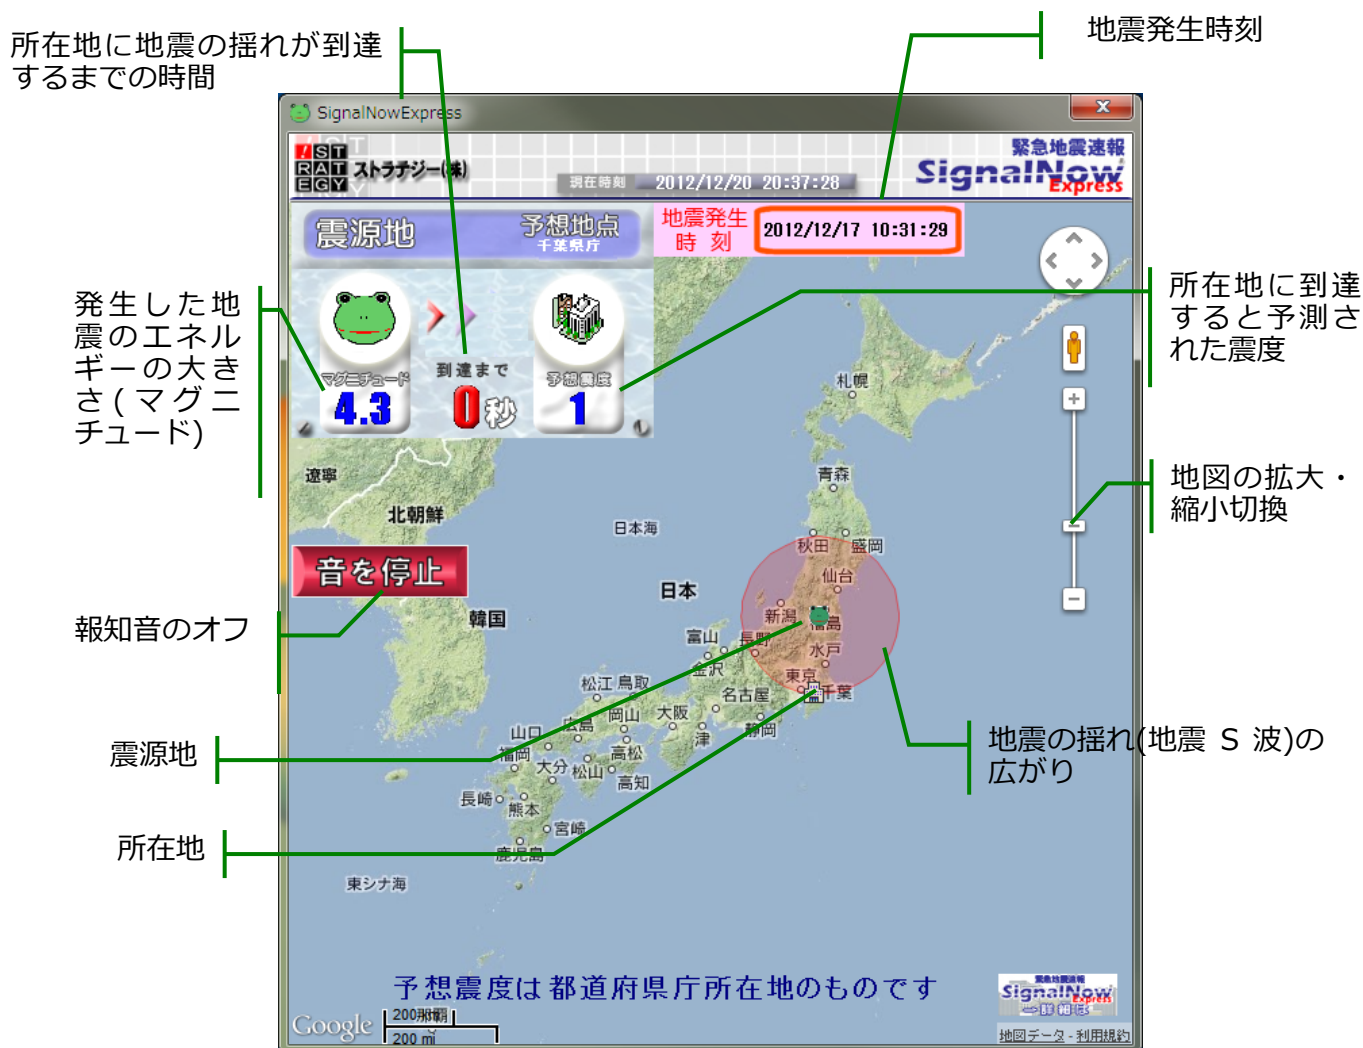 所在地に地震の揺れが到達
するまでの時間
地震発生時刻
SignalNowExpress
!ST
RAT
EGY
ストラテジー(株)
現在時刻 2012/12/20 20:37:28
緊急地震速報
SignalNow
Express
震源地
予想地点
千葉県庁
地震発生
時 刻
2012/12/17 10:31:29
発生した地
震のエネル
ギーの大き
さ(マグニ
チュード)
マグニチュード
4.3
到達まで
0秒
予想震度
1
所在地に到達
すると予測さ
れた震度
地図の拡大・
縮小切換
札幌
青森
遼寧
北朝鮮
日本海
秋田
盛岡
音を停止
仙台
日本
報知音のオフ
韓国
新潟
福島
富山
長野
水戸
金沢
東京
千葉
松江
鳥取
名古屋
岡山
大阪
静岡
山口
広島
津
福岡
高松
大分
松山
高知
長崎
熊本
宮崎
鹿児島
東シナ海
震源地
所在地
地震の揺れ(地震 S 波)の
広がり
予想震度は都道府県庁所在地のものです
緊急地震速報
SignalNow
Express
Google
200 mi
那覇
地図データ - 利用規約